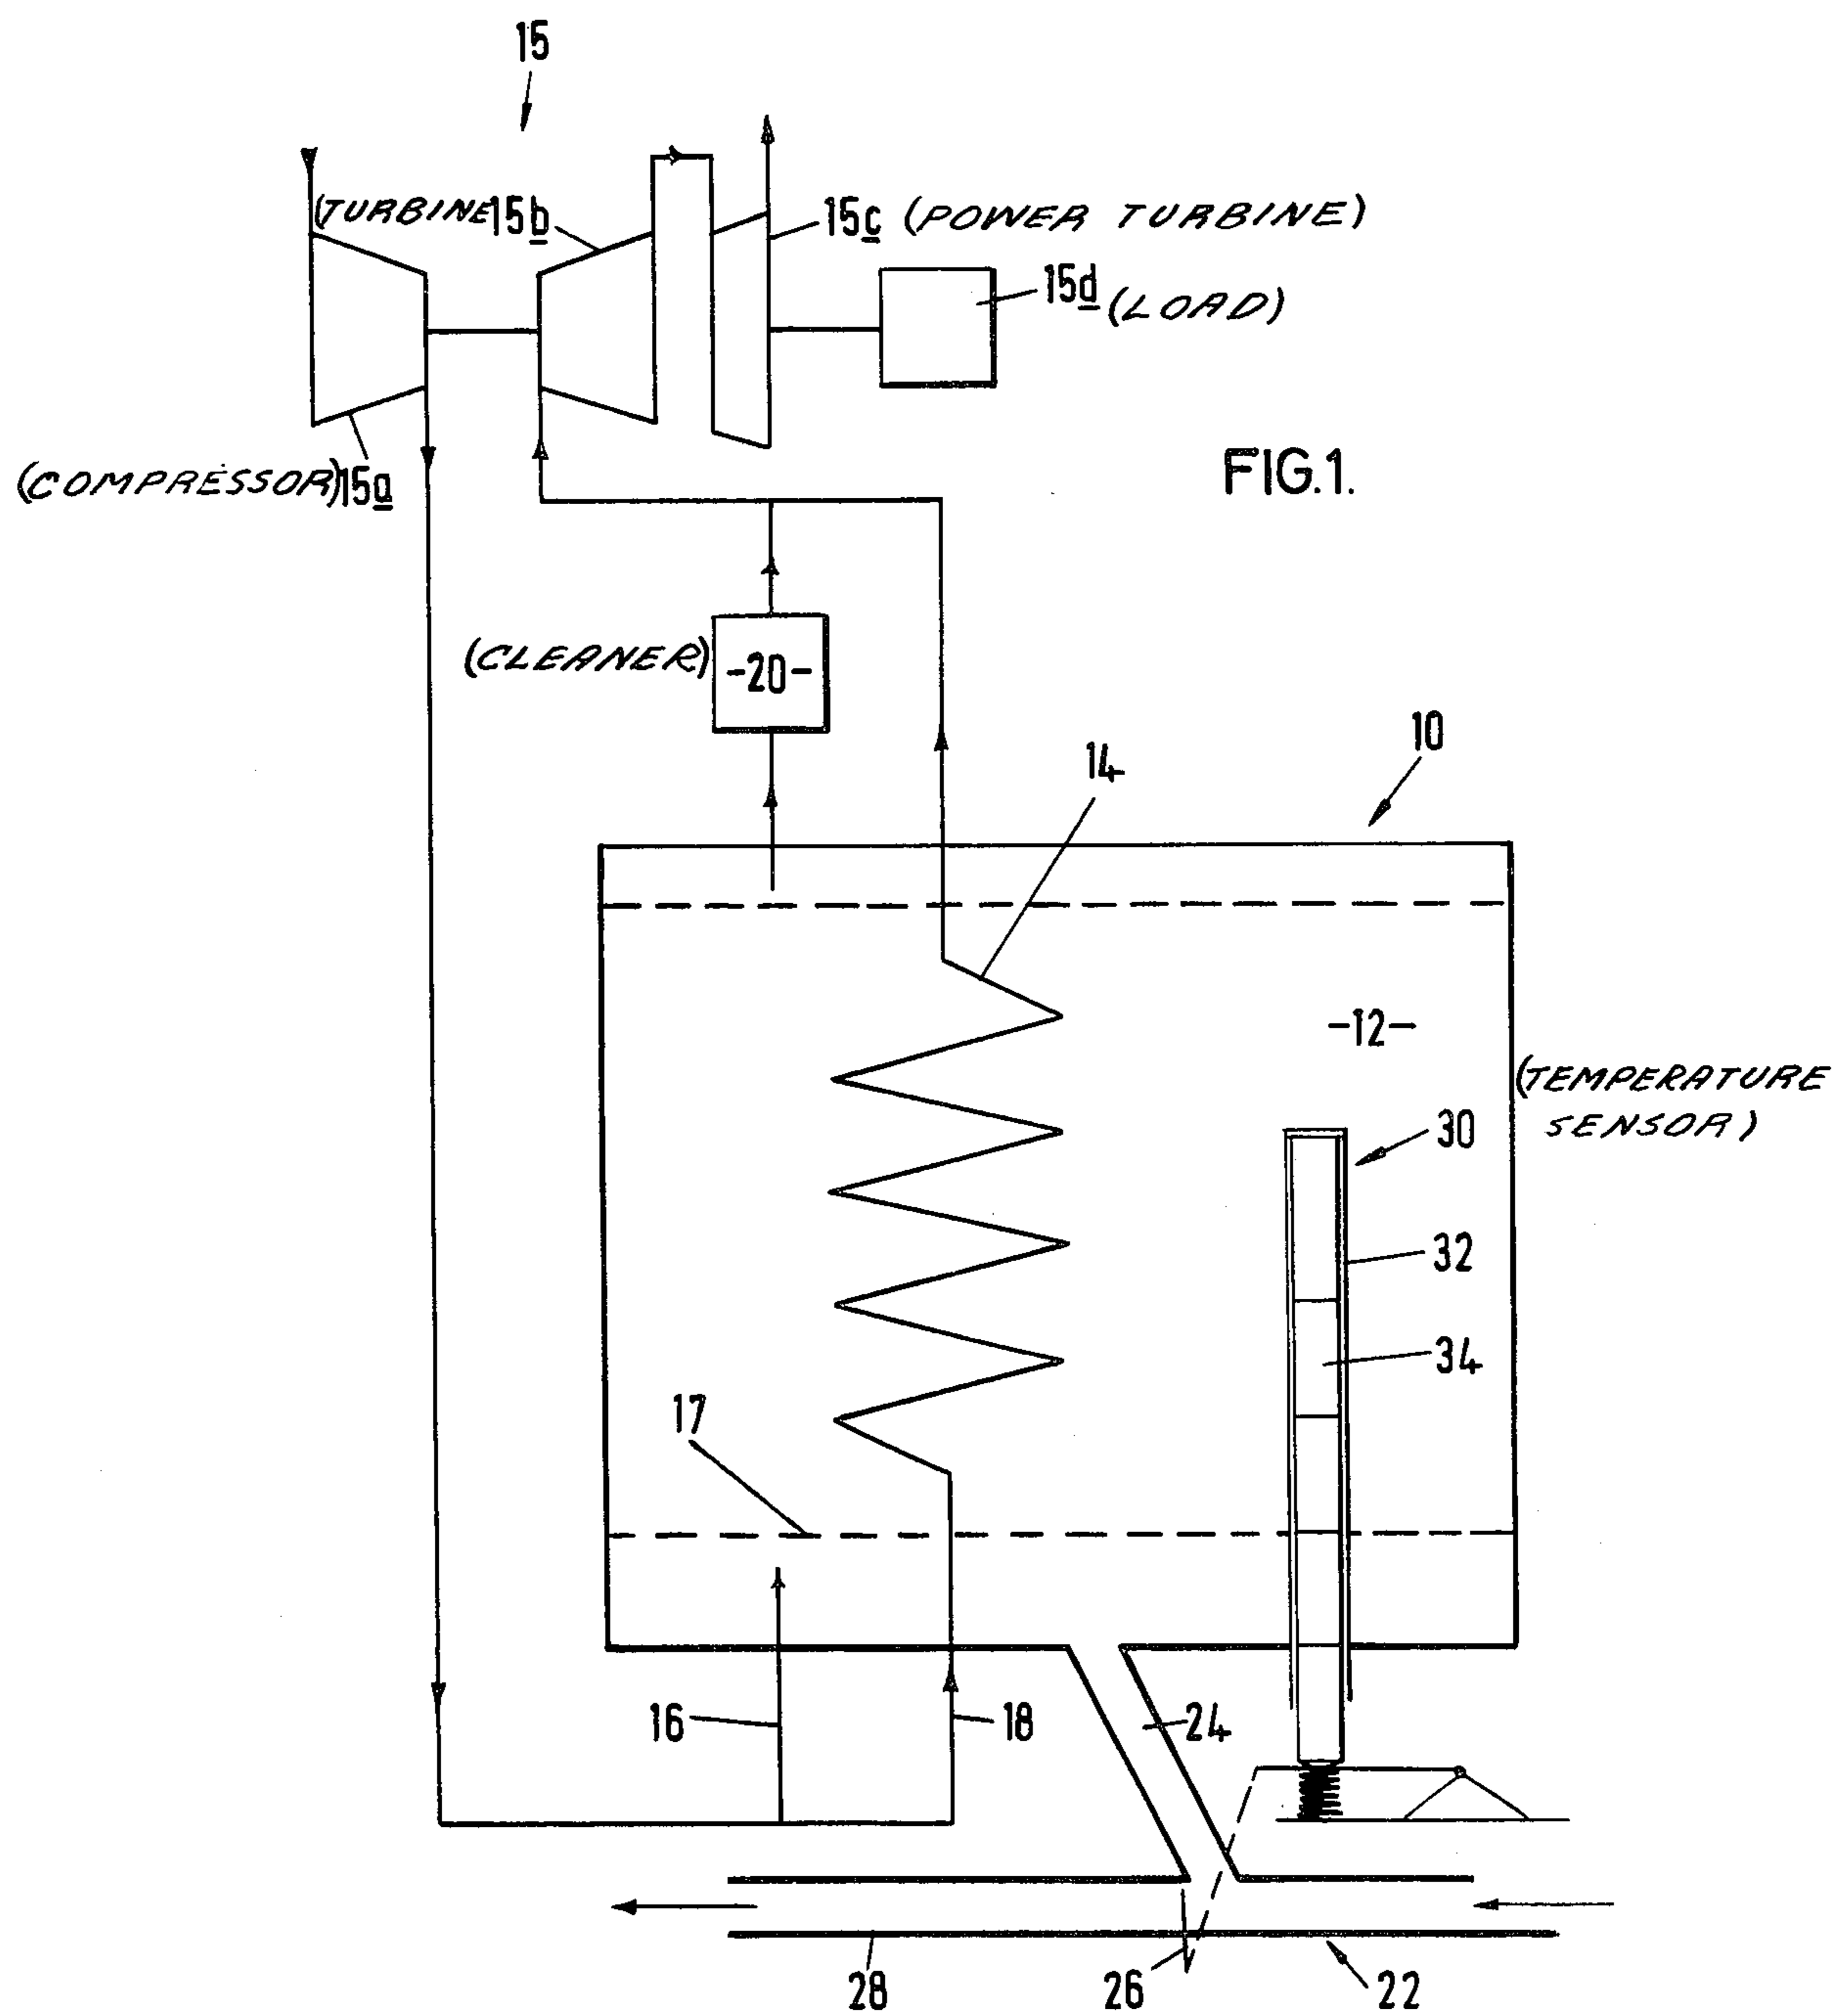 15
(TURBINE 15b
15c (POWER TURBINE)
15d (LOAD)
(COMPRESSOR) 15a
FIG.1.
(CLEANER)
-20-
10
14
-12-
(TEMPERATURE
SENSOR)
30
32
34
17
16
18
24
28
26
22